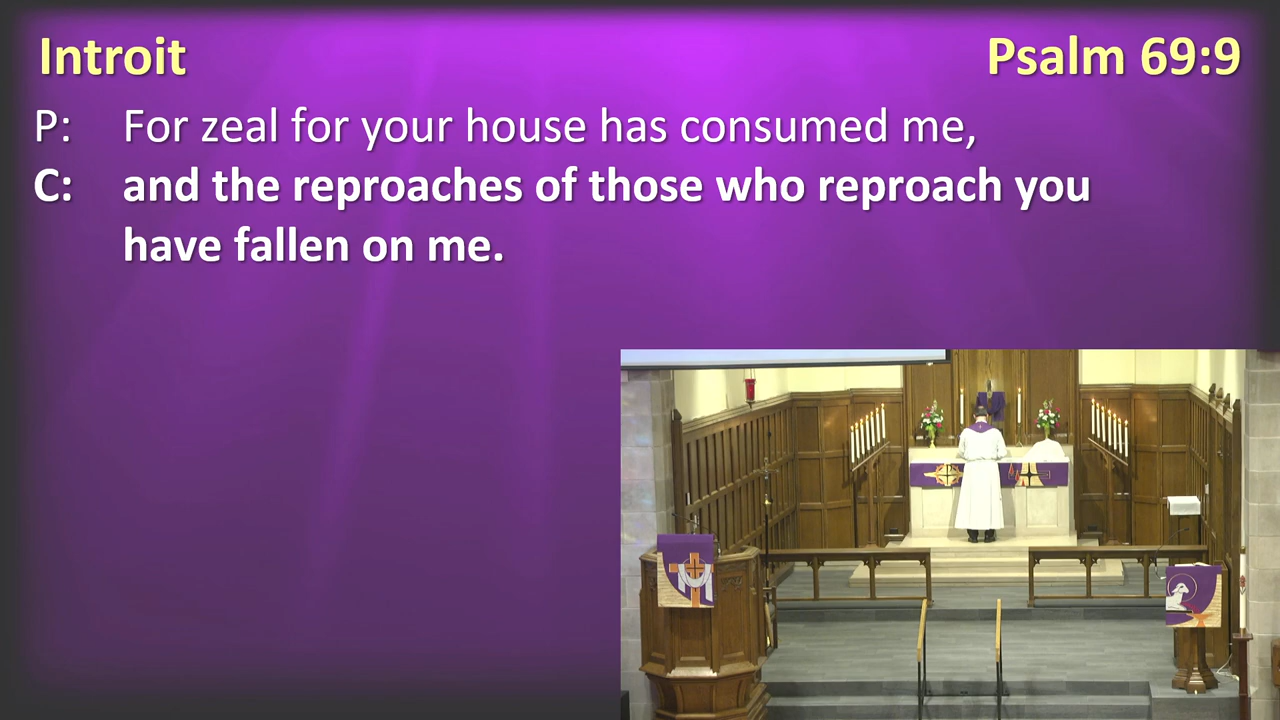 Introit Psalm 69:9
P: For zeal for your house has consumed me,
C: and the reproaches of those who reproach you
have fallen on me.